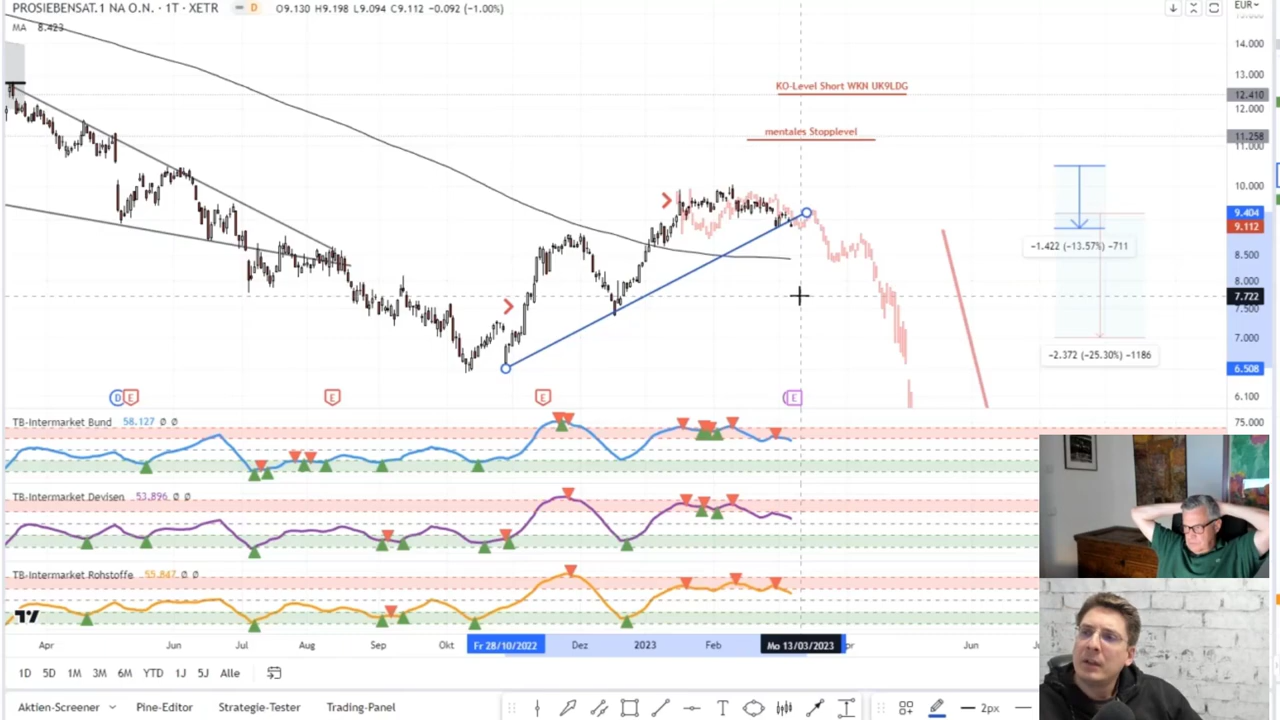 PROSIEBENSAT.1 NA O.N. · 1T · XETR D O9.130 H9.198 L9.094 C9.112 −0.092 (−1.00%) EUR
MA 8.423
14.000
13.000
KO-Level Short WKN UK9LDG
12.410
12.000
mentales Stopplevel
11.258
11.000
10.000
9.404
9.112
−1.422 (−13.57%) −711
8.500
8.000
7.722
7.500
7.000
−2.372 (−25.30%) −1186
6.508
6.100
D E E E E
TB-Intermarket Bund 58.127 Ø Ø
75.000
TB-Intermarket Devisen 53.896 Ø Ø
TB-Intermarket Rohstoffe 55.847 Ø Ø
Apr Jun Jul Aug Sep Okt Fr 28/10/2022 Dez 2023 Feb Mo 13/03/2023 pr Jun
1D 5D 1M 3M 6M YTD 1J 5J Alle
Aktien-Screener Pine-Editor Strategie-Tester Trading-Panel T 2px